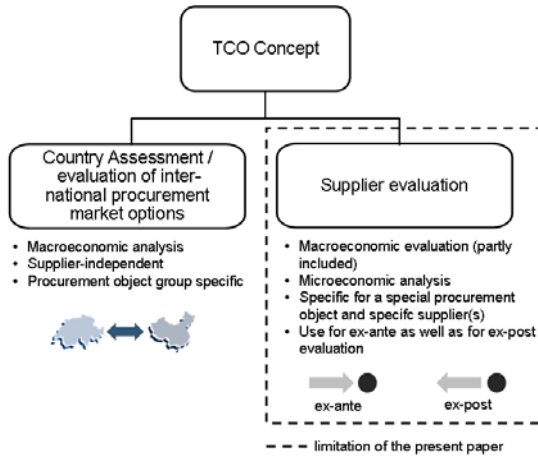 TCO Concept
Country Assessment /
evaluation of inter-
national procurement
market options
• Macroeconomic analysis
• Supplier-independent
• Procurement object group specific
Supplier evaluation
• Macroeconomic evaluation (partly
included)
• Microeconomic analysis
• Specific for a special procurement
object and specifc supplier(s)
• Use for ex-ante as well as for ex-post
evaluation
ex-ante
ex-post
limitation of the present paper